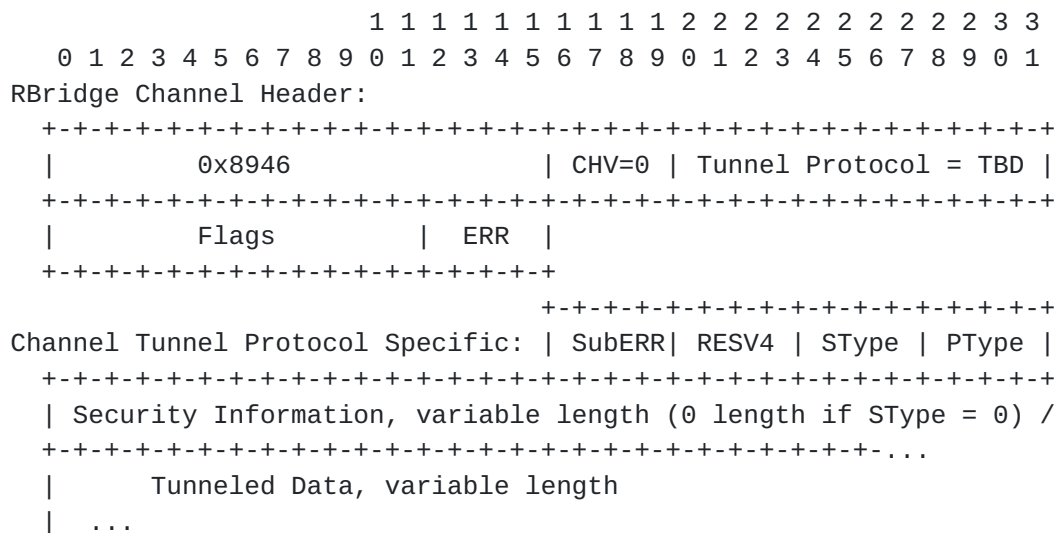 1 1 1 1 1 1 1 1 1 1 2 2 2 2 2 2 2 2 2 2 3 3
   0 1 2 3 4 5 6 7 8 9 0 1 2 3 4 5 6 7 8 9 0 1 2 3 4 5 6 7 8 9 0 1
RBridge Channel Header:
  +-+-+-+-+-+-+-+-+-+-+-+-+-+-+-+-+-+-+-+-+-+-+-+-+-+-+-+-+-+-+-+-+
  |         0x8946                | CHV=0 | Tunnel Protocol = TBD |
  +-+-+-+-+-+-+-+-+-+-+-+-+-+-+-+-+-+-+-+-+-+-+-+-+-+-+-+-+-+-+-+-+
  |         Flags         |  ERR  |
  +-+-+-+-+-+-+-+-+-+-+-+-+-+-+-+-+
                                  +-+-+-+-+-+-+-+-+-+-+-+-+-+-+-+-+
Channel Tunnel Protocol Specific: | SubERR| RESV4 | SType | PType |
  +-+-+-+-+-+-+-+-+-+-+-+-+-+-+-+-+-+-+-+-+-+-+-+-+-+-+-+-+-+-+-+-+
  | Security Information, variable length (0 length if SType = 0) /
  +-+-+-+-+-+-+-+-+-+-+-+-+-+-+-+-+-+-+-+-+-+-+-+-+-+-+-...
  |      Tunneled Data, variable length
  |  ...